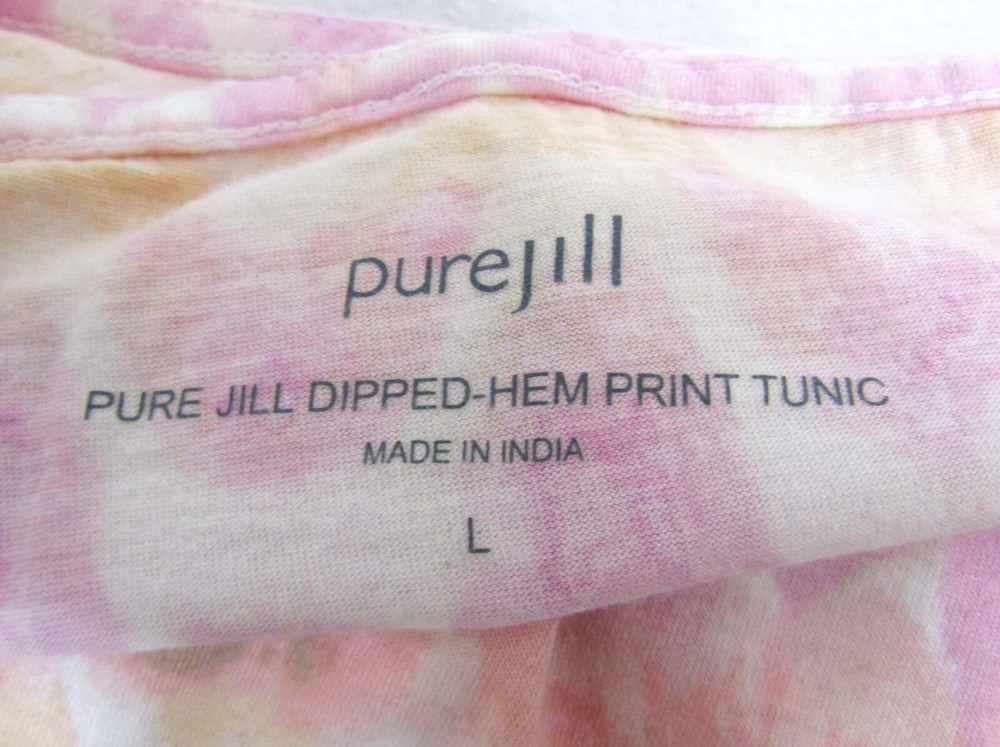 purejill
PURE JILL DIPPED-HEM PRINT TUNIC
MADE IN INDIA
L